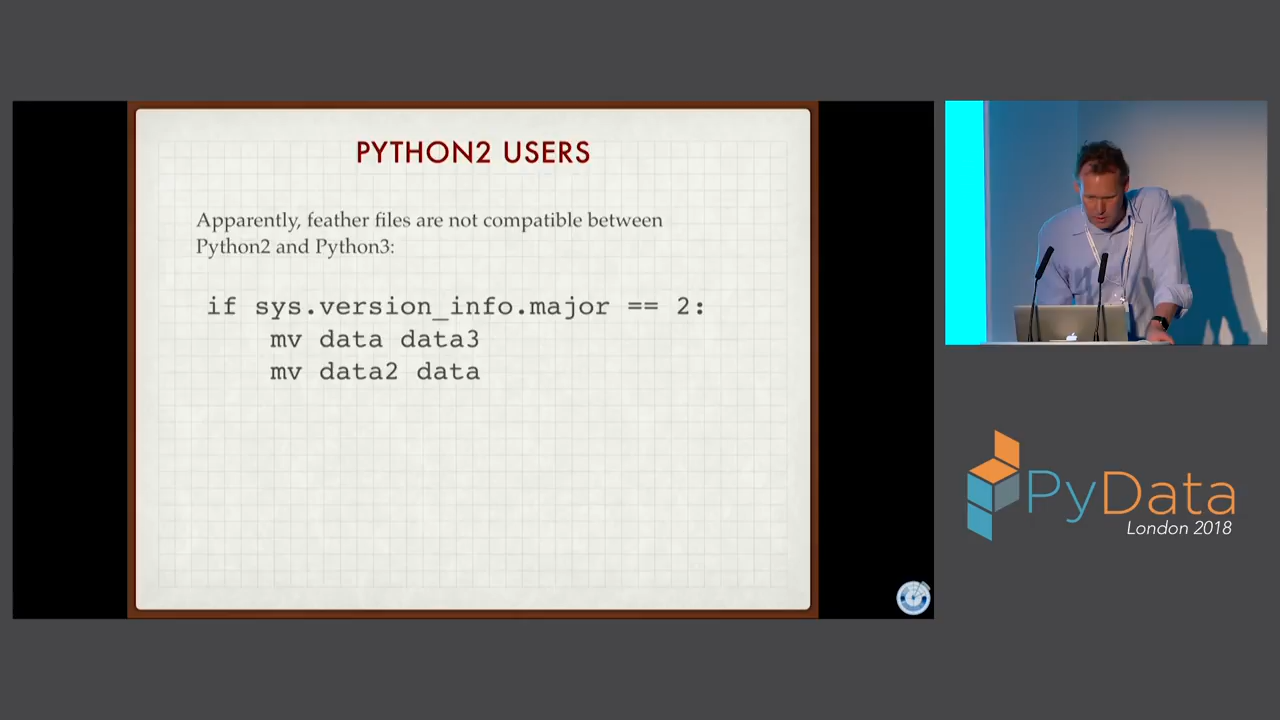 PYTHON2 USERS
Apparently, feather files are not compatible between
Python2 and Python3:
if sys.version_info.major == 2:
    mv data data3
    mv data2 data
PyData
London 2018